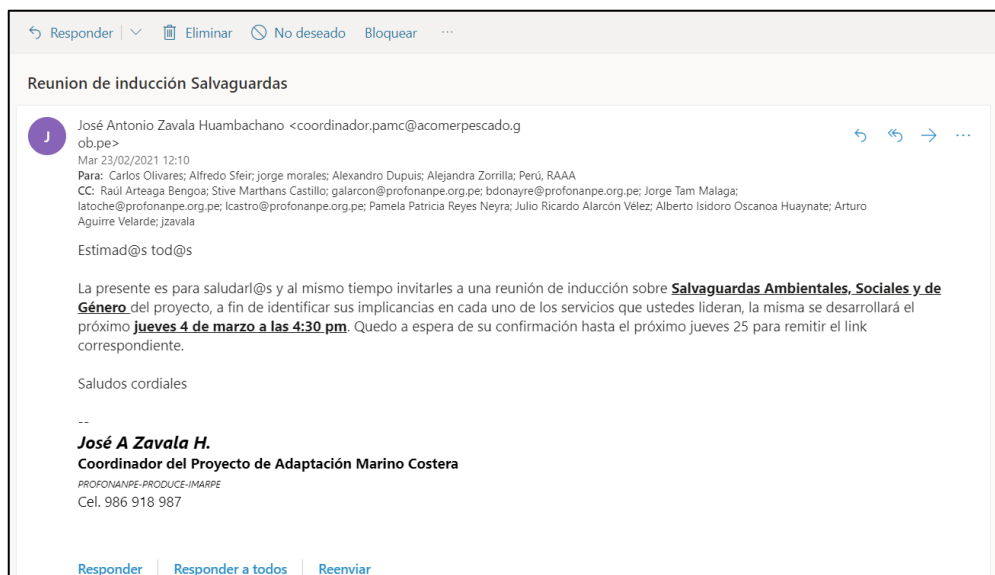 Responder
Eliminar
No deseado
Bloquear
...
Reunion de inducción Salvaguardas
J
José Antonio Zavala Huambachano <coordinador.pamc@acomerpescado.g
ob.pe>
Mar 23/02/2021 12:10
Para: Carlos Olivares; Alfredo Sfeir; jorge morales; Alexandro Dupuis; Alejandra Zorrilla; Perú, RAAA
CC: Raúl Arteaga Bengoa; Stive Marthans Castillo; galarcon@profonanpe.org.pe; bdonayre@profonanpe.org.pe; Jorge Tam Malaga;
latoche@profonanpe.org.pe; lcastro@profonanpe.org.pe; Pamela Patricia Reyes Neyra; Julio Ricardo Alarcón Vélez; Alberto Isidoro Oscanoa Huaynate; Arturo
Aguirre Velarde; jzavala
Estimad@s tod@s
La presente es para saludarl@s y al mismo tiempo invitarles a una reunión de inducción sobre Salvaguardas Ambientales, Sociales y de
Género del proyecto, a fin de identificar sus implicancias en cada uno de los servicios que ustedes lideran, la misma se desarrollará el
próximo jueves 4 de marzo a las 4:30 pm. Quedo a espera de su confirmación hasta el próximo jueves 25 para remitir el link
correspondiente.
Saludos cordiales
--
José A Zavala H.
Coordinador del Proyecto de Adaptación Marino Costera
PROFONANPE-PRODUCE-IMARPE
Cel. 986 918 987
Responder
Responder a todos
Reenviar